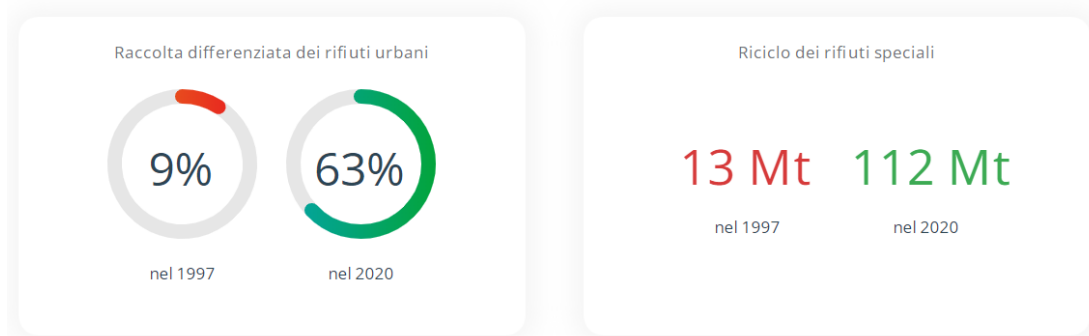 Raccolta differenziata dei rifiuti urbani
9%
63%
nel 1997
nel 2020
Riciclo dei rifiuti speciali
13 Mt
112 Mt
nel 1997
nel 2020